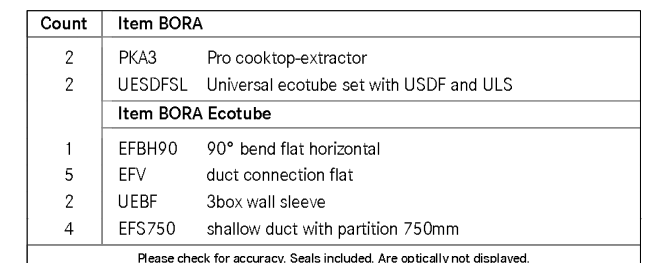 Count Item BORA
2 PKA3 Pro cooktop-extractor
2 UESDFSL Universal ecotube set with USDF and ULS
Item BORA Ecotube
1 EFBH90 90° bend flat horizontal
5 EFV duct connection flat
2 UEBF 3box wall sleeve
4 EFS750 shallow duct with partition 750mm
Please check for accuracy. Seals included. Are optically not displayed.